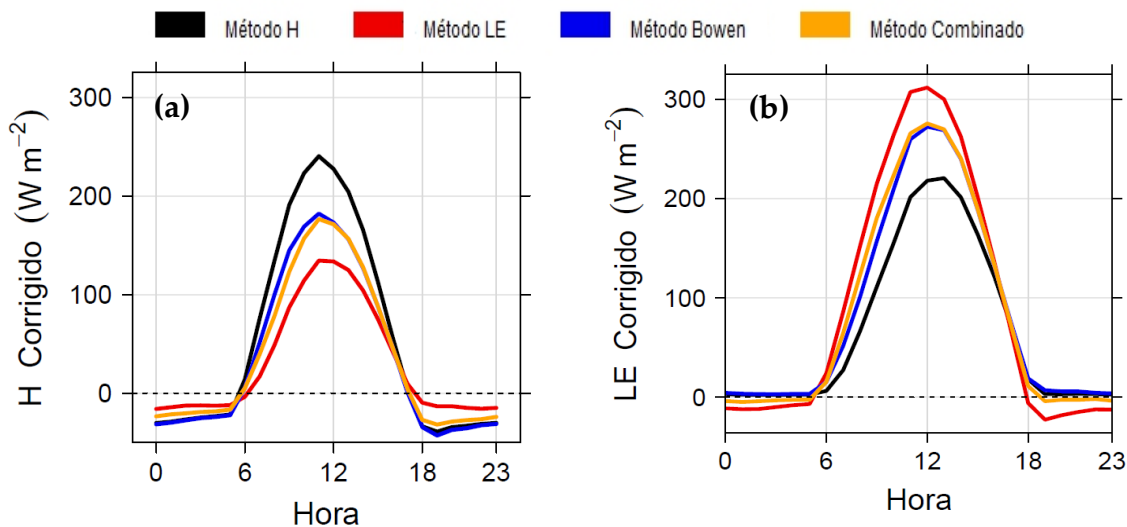 Método H Método LE Método Bowen Método Combinado
(a)
H Corrigido (W m−2)
300
200
100
0
0 6 12 18 23
Hora
(b)
LE Corrigido (W m−2)
300
200
100
0
0 6 12 18 23
Hora